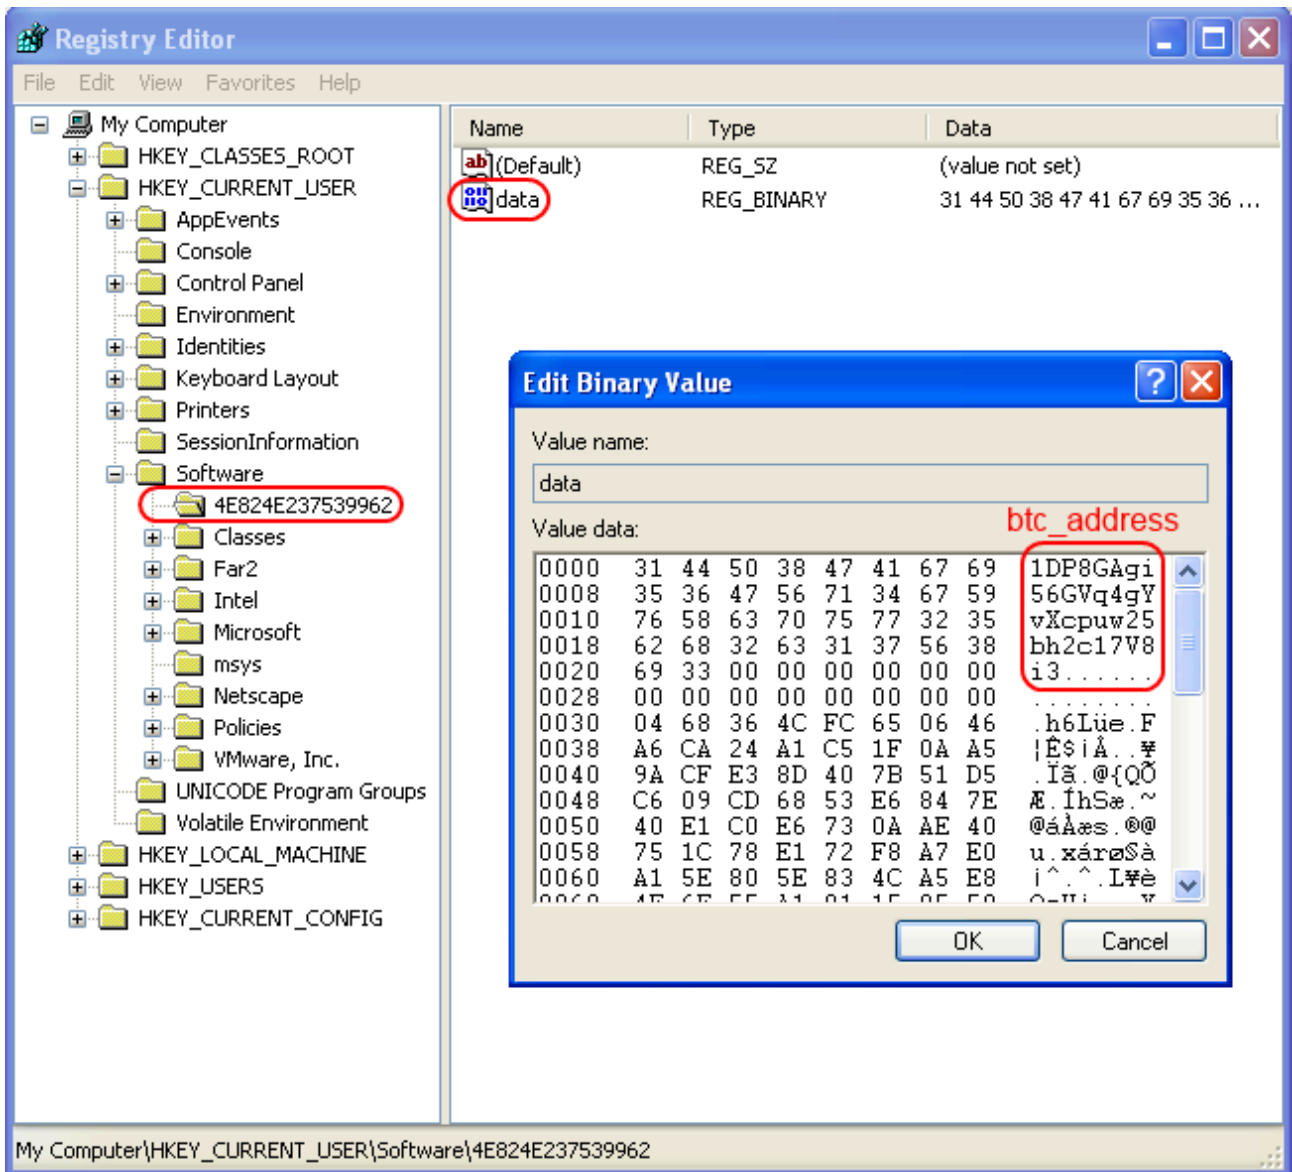 Registry Editor
File Edit View Favorites Help
My Computer
HKEY_CLASSES_ROOT
HKEY_CURRENT_USER
AppEvents
Console
Control Panel
Environment
Identities
Keyboard Layout
Printers
SessionInformation
Software
4E824E237539962
Classes
Far2
Intel
Microsoft
msys
Netscape
Policies
VMware, Inc.
UNICODE Program Groups
Volatile Environment
HKEY_LOCAL_MACHINE
HKEY_USERS
HKEY_CURRENT_CONFIG
Name Type Data
(Default) REG_SZ (value not set)
data REG_BINARY 31 44 50 38 47 41 67 69 35 36 ...
Edit Binary Value
Value name:
data
Value data:
btc_address
0000 31 44 50 38 47 41 67 69 1DP8GAgi
0008 35 36 47 56 71 34 67 59 56GVq4gY
0010 76 58 63 70 75 77 32 35 vXcpuw25
0018 62 68 32 63 31 37 56 38 bh2c17V8
0020 69 33 00 00 00 00 00 00 i3......
0028 00 00 00 00 00 00 00 00 ........
0030 04 68 36 4C FC 65 06 46 .h6Lüe.F
0038 A6 CA 24 A1 C5 1F 0A A5 ¦Ê$¡Å..¥
0040 9A CF E3 8D 40 7B 51 D5 .Ïã.@{QÕ
0048 C6 09 CD 68 53 E6 84 7E Æ.ÍhSæ.~
0050 40 E1 C0 E6 73 0A AE 40 @áÀæs.®@
0058 75 1C 78 E1 72 F8 A7 E0 u.xárø§à
0060 A1 5E 80 5E 83 4C A5 E8 ¡^.^.L¥è
OK Cancel
My Computer\HKEY_CURRENT_USER\Software\4E824E237539962